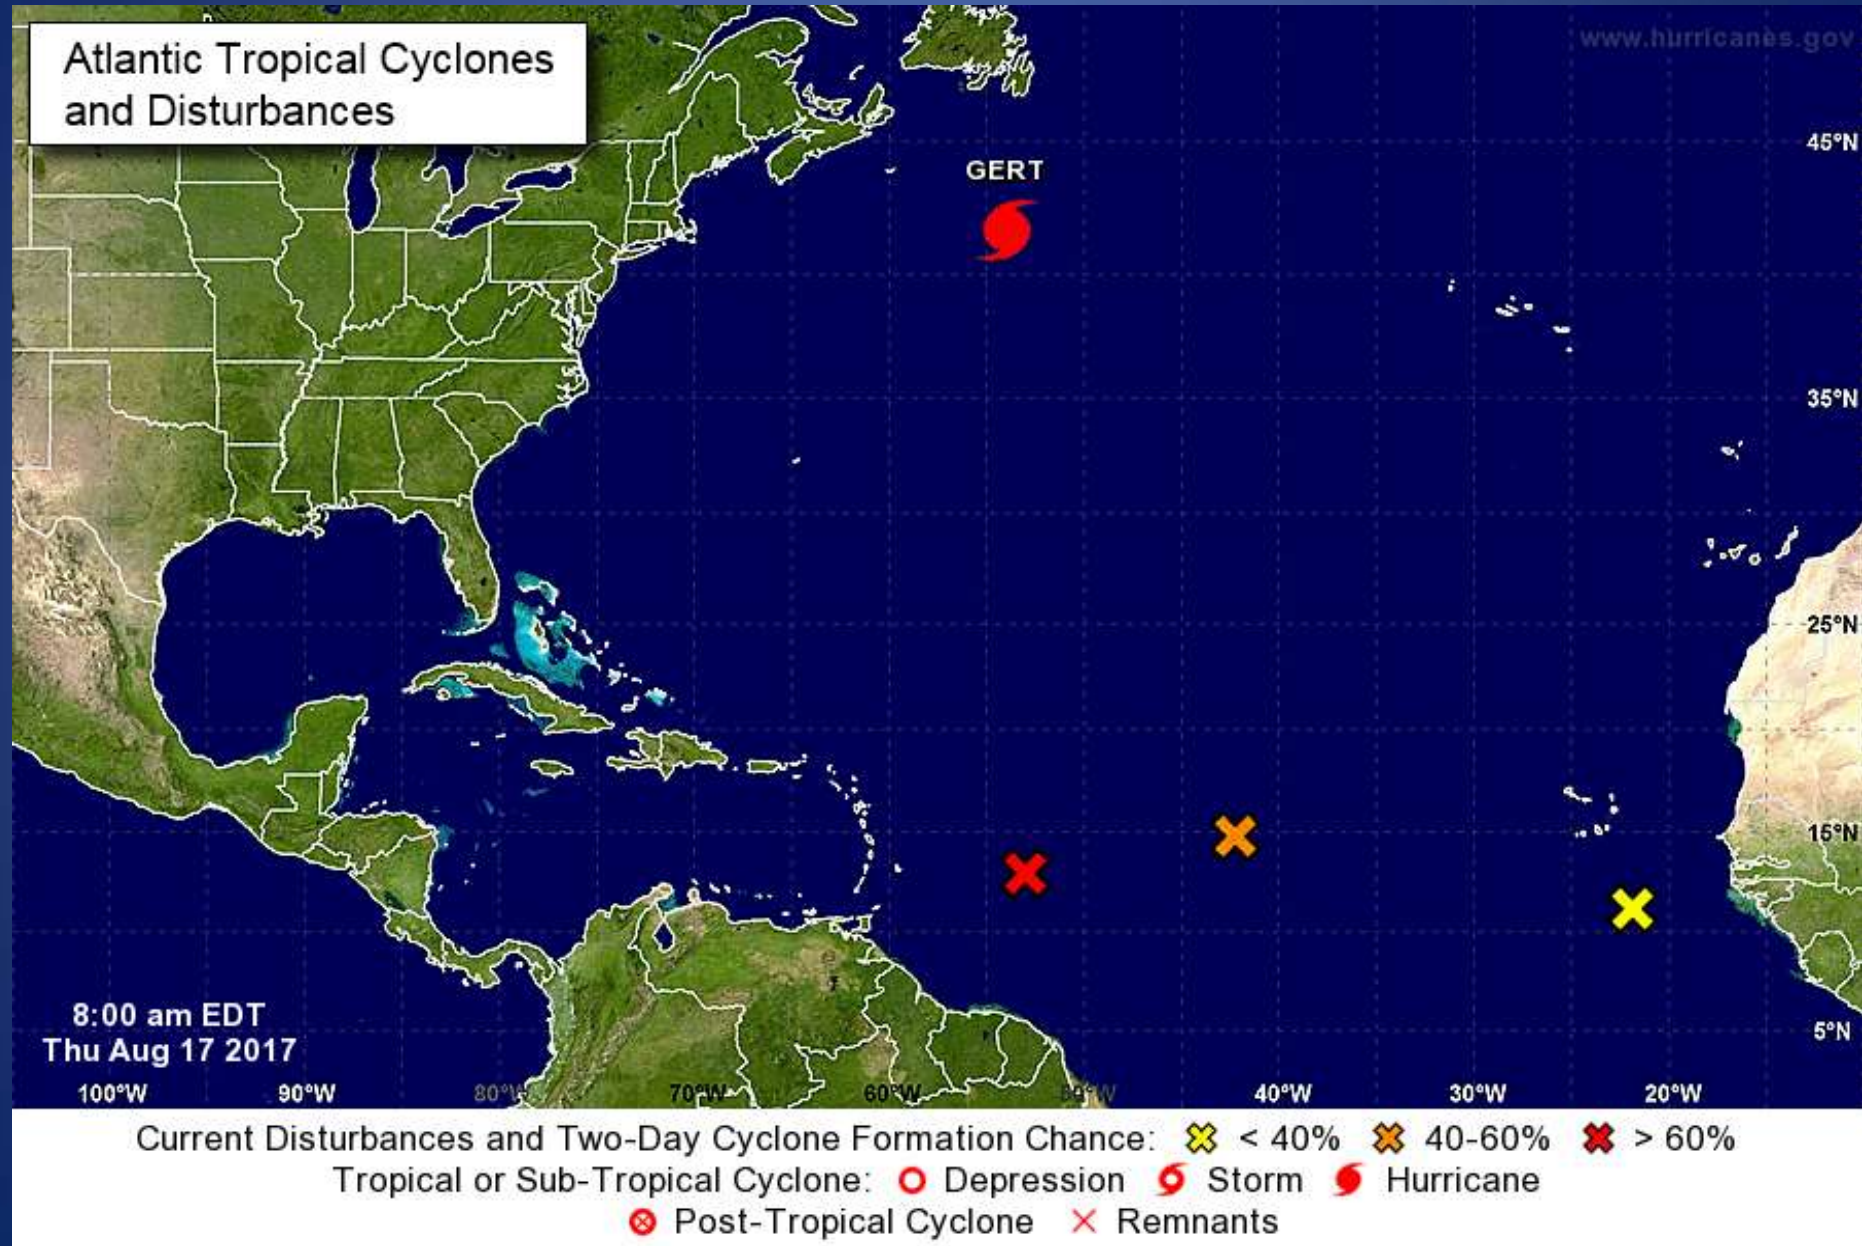 Atlantic Tropical Cyclones
and Disturbances
www.hurricanes.gov
45°N
GERT
35°N
25°N
15°N
8:00 am EDT
Thu Aug 17 2017
5°N
100°W 90°W 80°W 70°W 60°W 50°W 40°W 30°W 20°W
Current Disturbances and Two-Day Cyclone Formation Chance: < 40% 40-60% > 60%
Tropical or Sub-Tropical Cyclone: Depression Storm Hurricane
Post-Tropical Cyclone Remnants